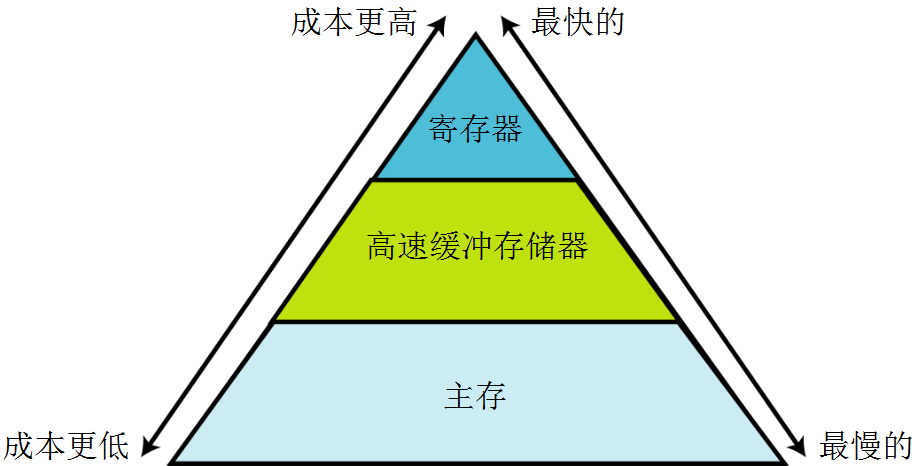 成本更高
最快的
寄存器
高速缓冲存储器
主存
成本更低
最慢的